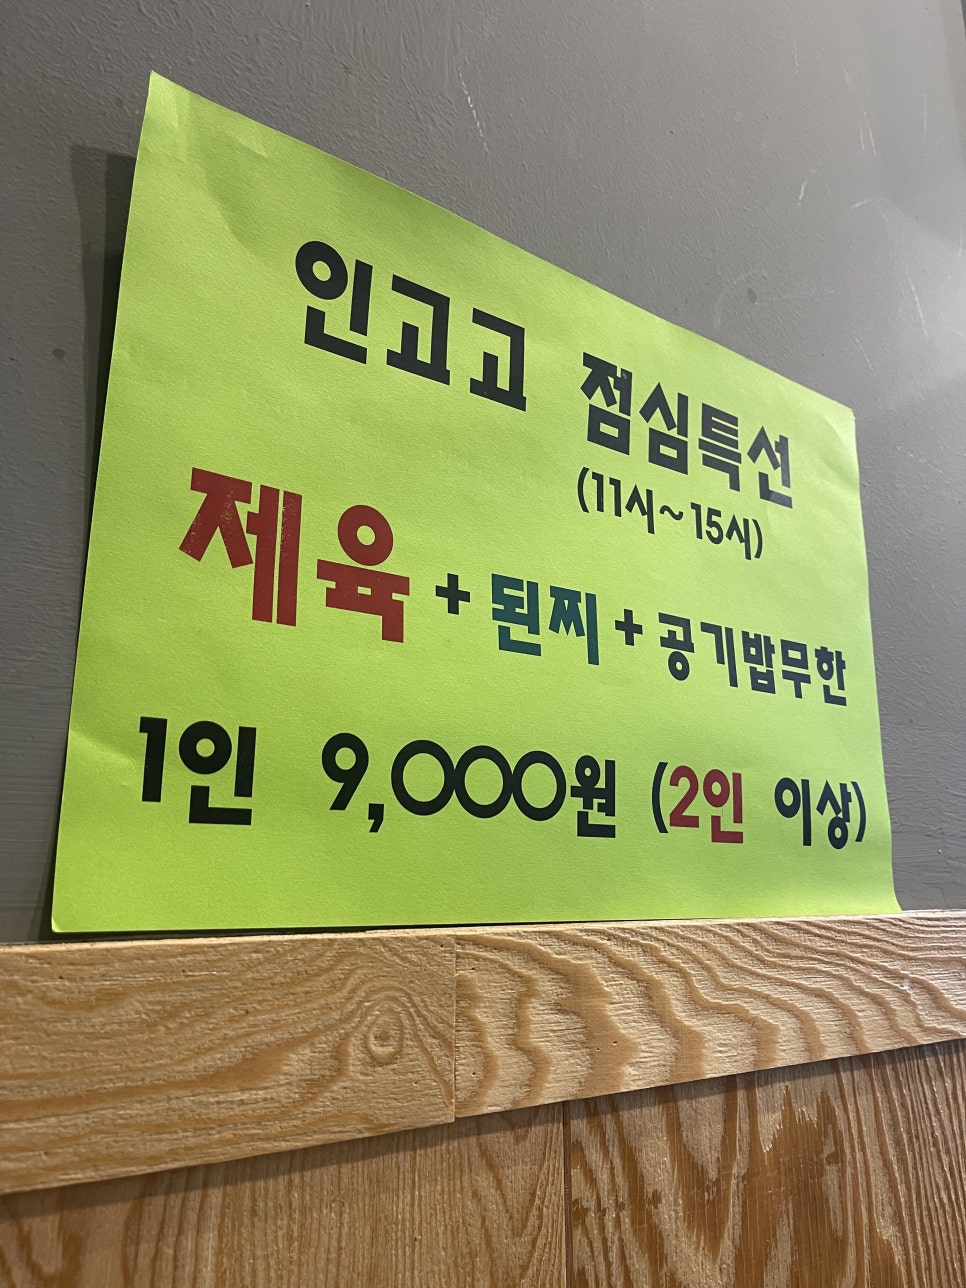 인고고 점심특선
(11시~15시)
제육+된찌+공기밥무한
1인 9,000원 (2인 이상)